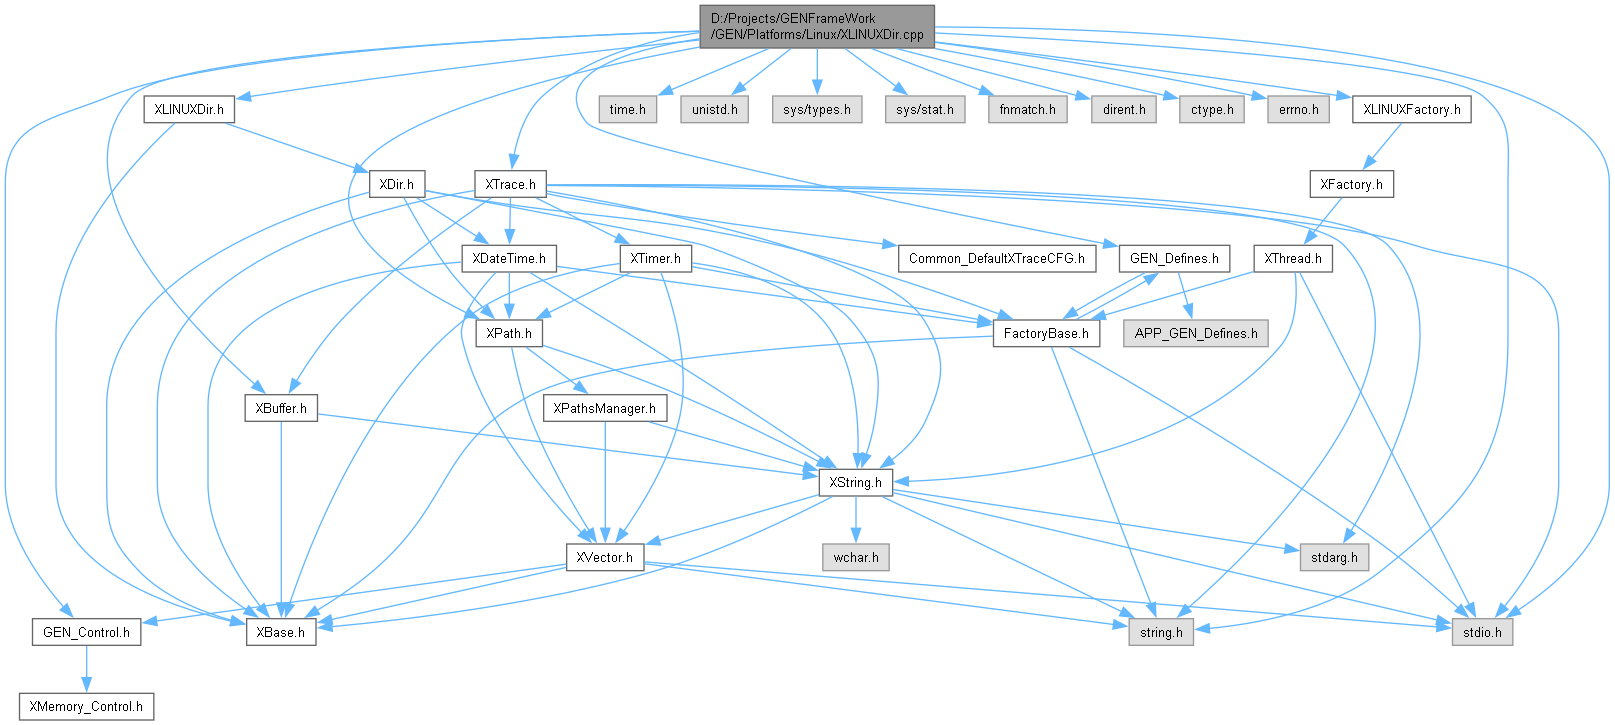 D:/Projects/GENFrameWork
/GEN/Platforms/Linux/XLINUXDir.cpp
XLINUXDir.h
time.h
unistd.h
sys/types.h
sys/stat.h
fnmatch.h
dirent.h
ctype.h
errno.h
XLINUXFactory.h
XDir.h
XTrace.h
XFactory.h
XDateTime.h
XTimer.h
Common_DefaultXTraceCFG.h
GEN_Defines.h
XThread.h
XPath.h
FactoryBase.h
APP_GEN_Defines.h
XBuffer.h
XPathsManager.h
XString.h
XVector.h
wchar.h
stdarg.h
GEN_Control.h
XBase.h
string.h
stdio.h
XMemory_Control.h